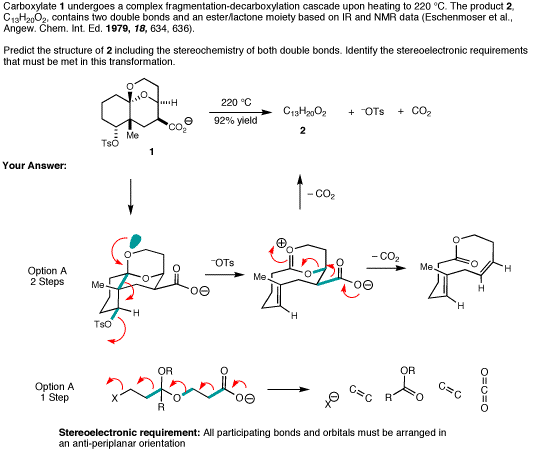 Carboxylate 1 undergoes a complex fragmentation-decarboxylation cascade upon heating to 220 °C. The product 2,
C13H20O2, contains two double bonds and an ester/lactone moiety based on IR and NMR data (Eschenmoser et al.,
Angew. Chem. Int. Ed. 1979, 18, 634, 636).
Predict the structure of 2 including the stereochemistry of both double bonds. Identify the stereoelectronic requirements
that must be met in this transformation.
O
O
H
CO2⊖
Me
TsO
1
220 °C
92% yield
C13H20O2 + ⁻OTs + CO2
2
Your Answer:
– CO2
Option A
2 Steps
O
O
Me
O
O⊖
TsO
H
⁻OTs
⊕
O
O
Me
O
O⊖
H
– CO2
O
O
Me
H
H
Option A
1 Step
X
OR
R
O
O
O⊖
X⊖
C=C
OR
R
O
C=C
O
C
O
Stereoelectronic requirement: All participating bonds and orbitals must be arranged in
an anti-periplanar orientation